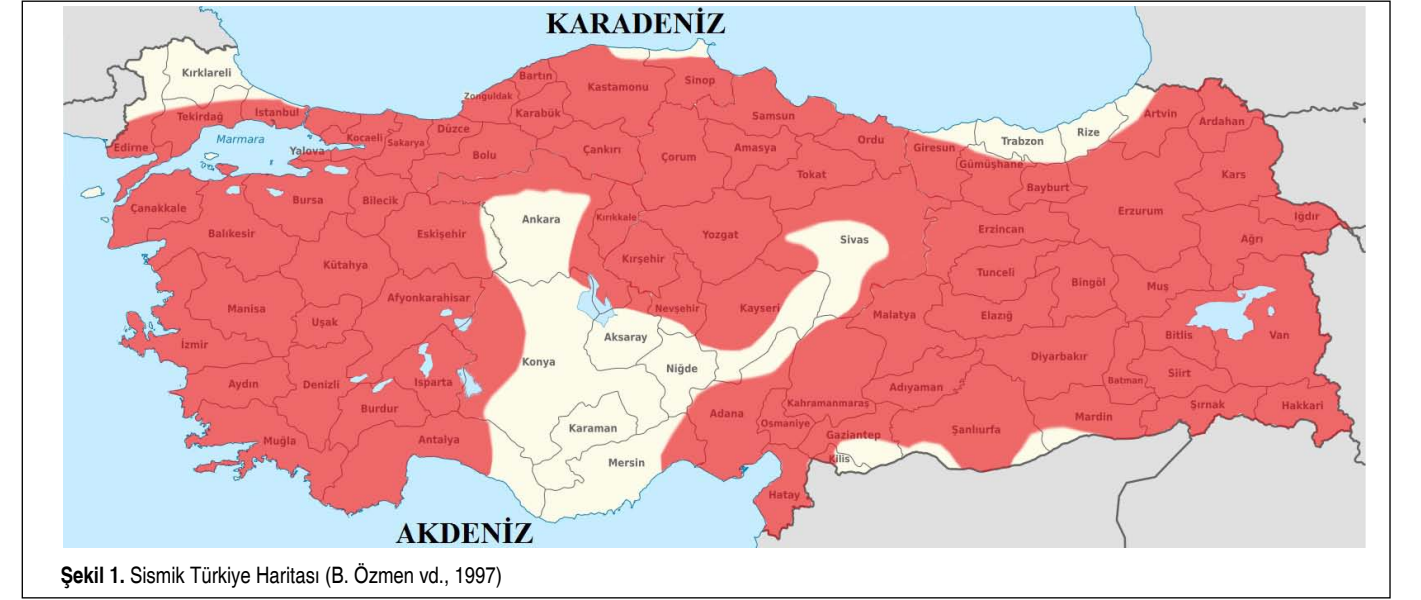 KARADENİZ
Kırklareli
Tekirdağ
İstanbul
Edirne
Marmara
Yalova
Kocaeli
Sakarya
Düzce
Zonguldak
Bartın
Karabük
Kastamonu
Sinop
Samsun
Bolu
Çankırı
Çorum
Amasya
Tokat
Ordu
Giresun
Trabzon
Rize
Gümüşhane
Bayburt
Artvin
Ardahan
Kars
Iğdır
Ağrı
Erzurum
Erzincan
Çanakkale
Balıkesir
Bursa
Bilecik
Eskişehir
Kütahya
Ankara
Kırıkkale
Kırşehir
Yozgat
Sivas
Tunceli
Bingöl
Muş
Manisa
Uşak
Afyonkarahisar
Nevşehir
Kayseri
Malatya
Elazığ
Bitlis
Van
İzmir
Aydın
Denizli
Isparta
Burdur
Konya
Aksaray
Niğde
Diyarbakır
Batman
Siirt
Şırnak
Hakkari
Adıyaman
Kahramanmaraş
Mardin
Muğla
Antalya
Karaman
Mersin
Adana
Osmaniye
Gaziantep
Kilis
Şanlıurfa
Hatay
AKDENİZ
Şekil 1. Sismik Türkiye Haritası (B. Özmen vd., 1997)